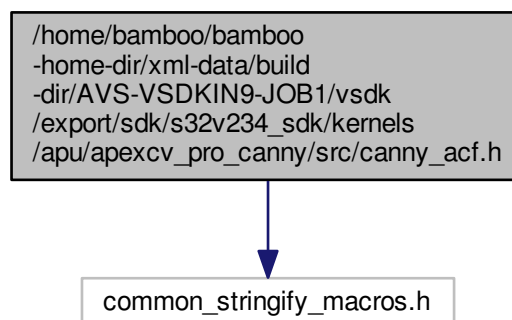 /home/bamboo/bamboo
-home-dir/xml-data/build
-dir/AVS-VSDKIN9-JOB1/vsdk
/export/sdk/s32v234_sdk/kernels
/apu/apexcv_pro_canny/src/canny_acf.h
common_stringify_macros.h